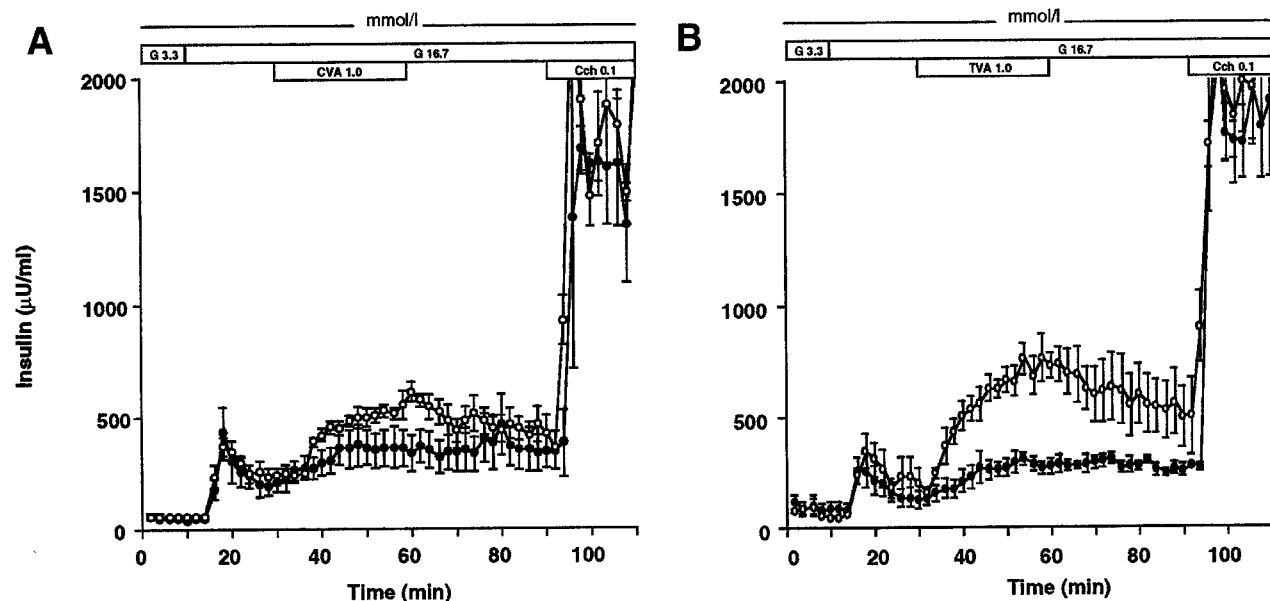 A
mmol/l
G 3.3
G 16.7
CVA 1.0
Cch 0.1
2000
1500
1000
500
0
Insulin (μU/ml)
0 20 40 60 80 100
Time (min)
B
mmol/l
G 3.3
G 16.7
TVA 1.0
Cch 0.1
2000
1500
1000
500
0
0 20 40 60 80 100
Time (min)